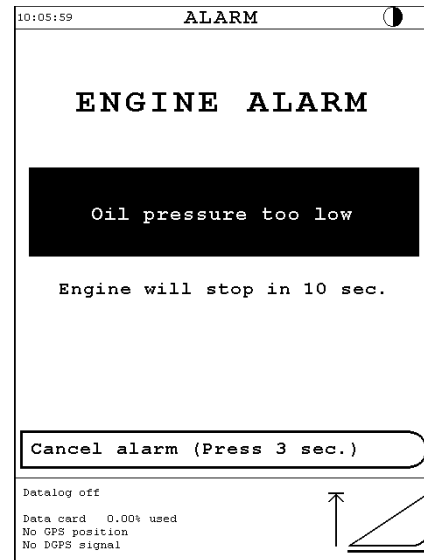 10:05:59 ALARM
ENGINE ALARM
Oil pressure too low
Engine will stop in 10 sec.
Cancel alarm (Press 3 sec.)
Datalog off
Data card 0.00% used
No GPS position
No DGPS signal